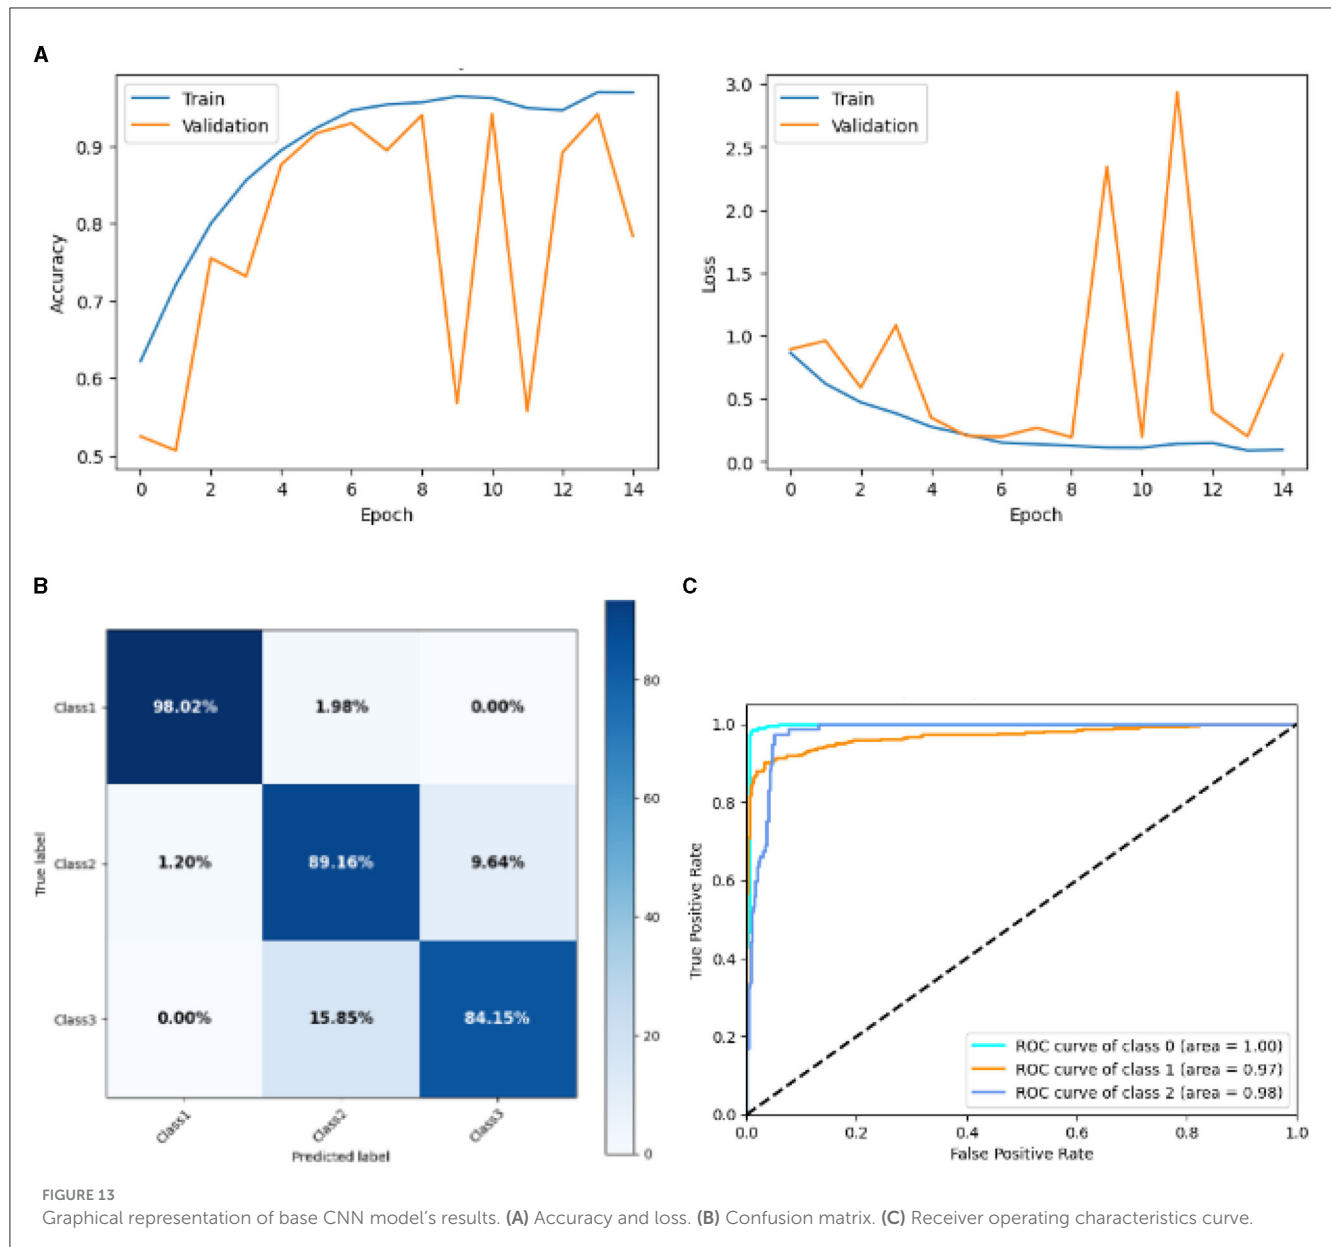 A
Train
Validation
0.9
0.8
0.7
0.6
0.5
Accuracy
0 2 4 6 8 10 12 14
Epoch
Train
Validation
3.0
2.5
2.0
1.5
1.0
0.5
0.0
Loss
0 2 4 6 8 10 12 14
Epoch
B
Class1 98.02% 1.98% 0.00%
Class2 1.20% 89.16% 9.64%
Class3 0.00% 15.85% 84.15%
True label
Class1 Class2 Class3
Predicted label
80
60
40
20
0
C
1.0
0.8
0.6
0.4
0.2
0.0
True Positive Rate
ROC curve of class 0 (area = 1.00)
ROC curve of class 1 (area = 0.97)
ROC curve of class 2 (area = 0.98)
0.0 0.2 0.4 0.6 0.8 1.0
False Positive Rate
FIGURE 13
Graphical representation of base CNN model’s results. (A) Accuracy and loss. (B) Confusion matrix. (C) Receiver operating characteristics curve.